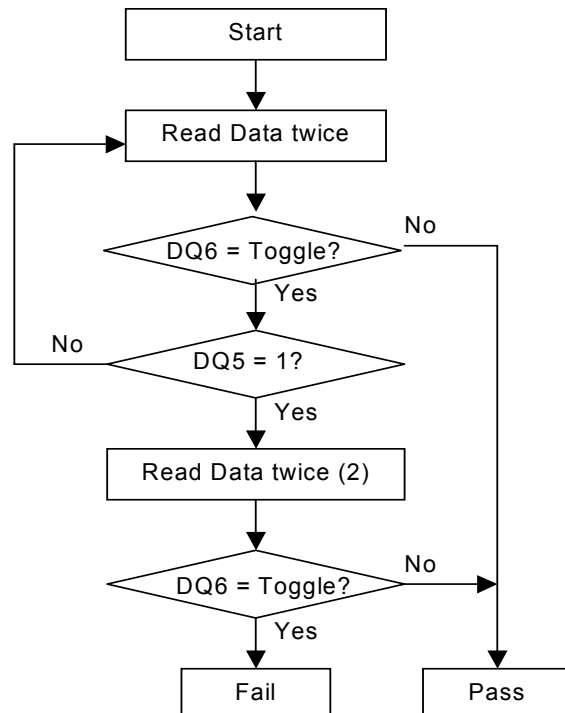 Start
Read Data twice
No
DQ6 = Toggle?
Yes
No
DQ5 = 1?
Yes
Read Data twice (2)
No
DQ6 = Toggle?
Yes
Fail
Pass